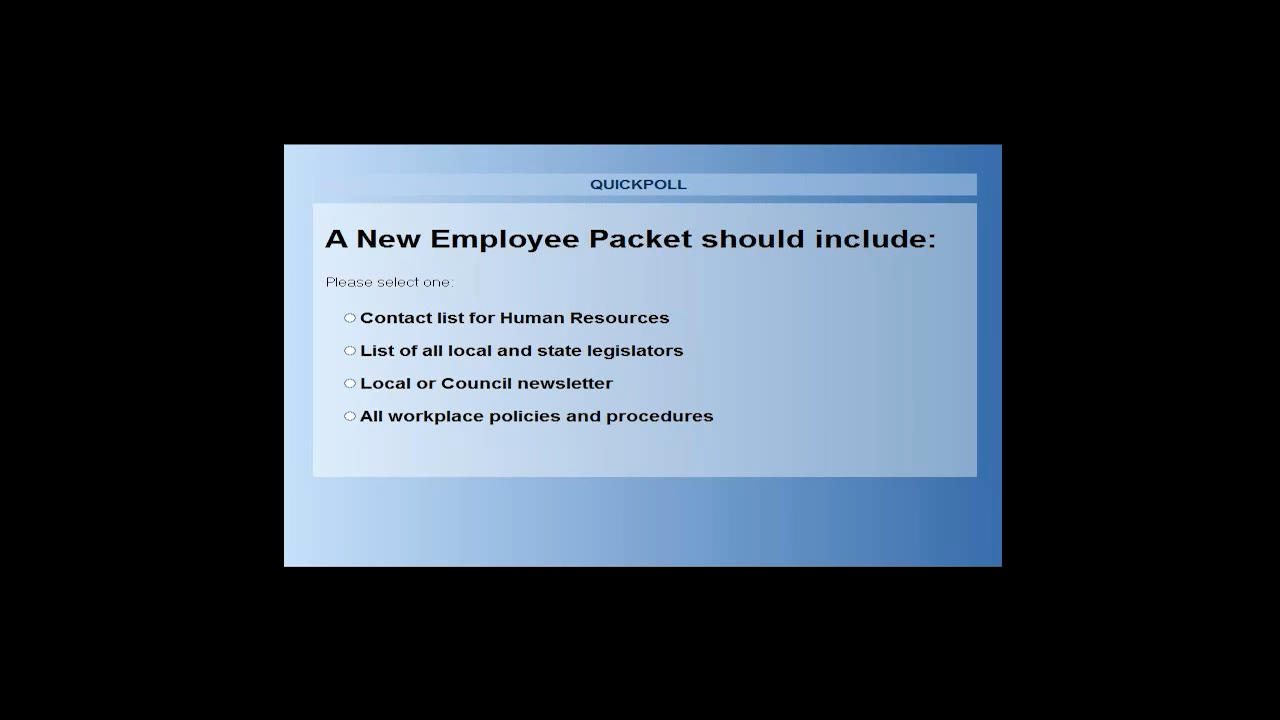 QUICKPOLL
A New Employee Packet should include:
Please select one:
Contact list for Human Resources
List of all local and state legislators
Local or Council newsletter
All workplace policies and procedures